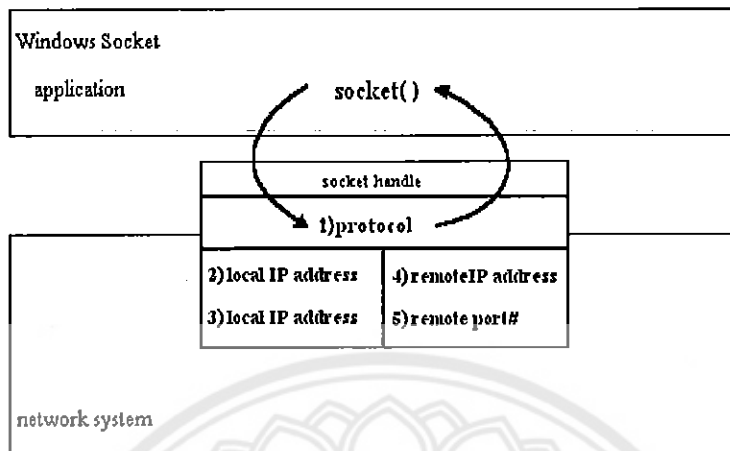 Windows Socket
application
socket( )
socket handle
1)protocol
2)local IP address
4)remoteIP address
3)local IP address
5)remote port#
network system